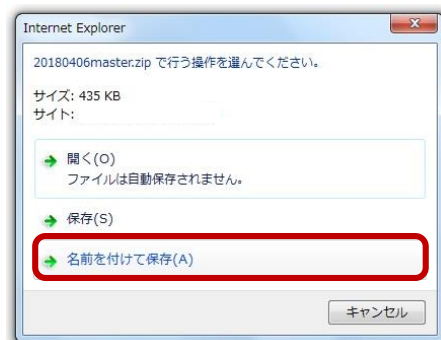 Internet Explorer
20180406master.zip で行う操作を選んでください。
サイズ: 435 KB
サイト:
開く(O)
ファイルは自動保存されません。
保存(S)
名前を付けて保存(A)
キャンセル